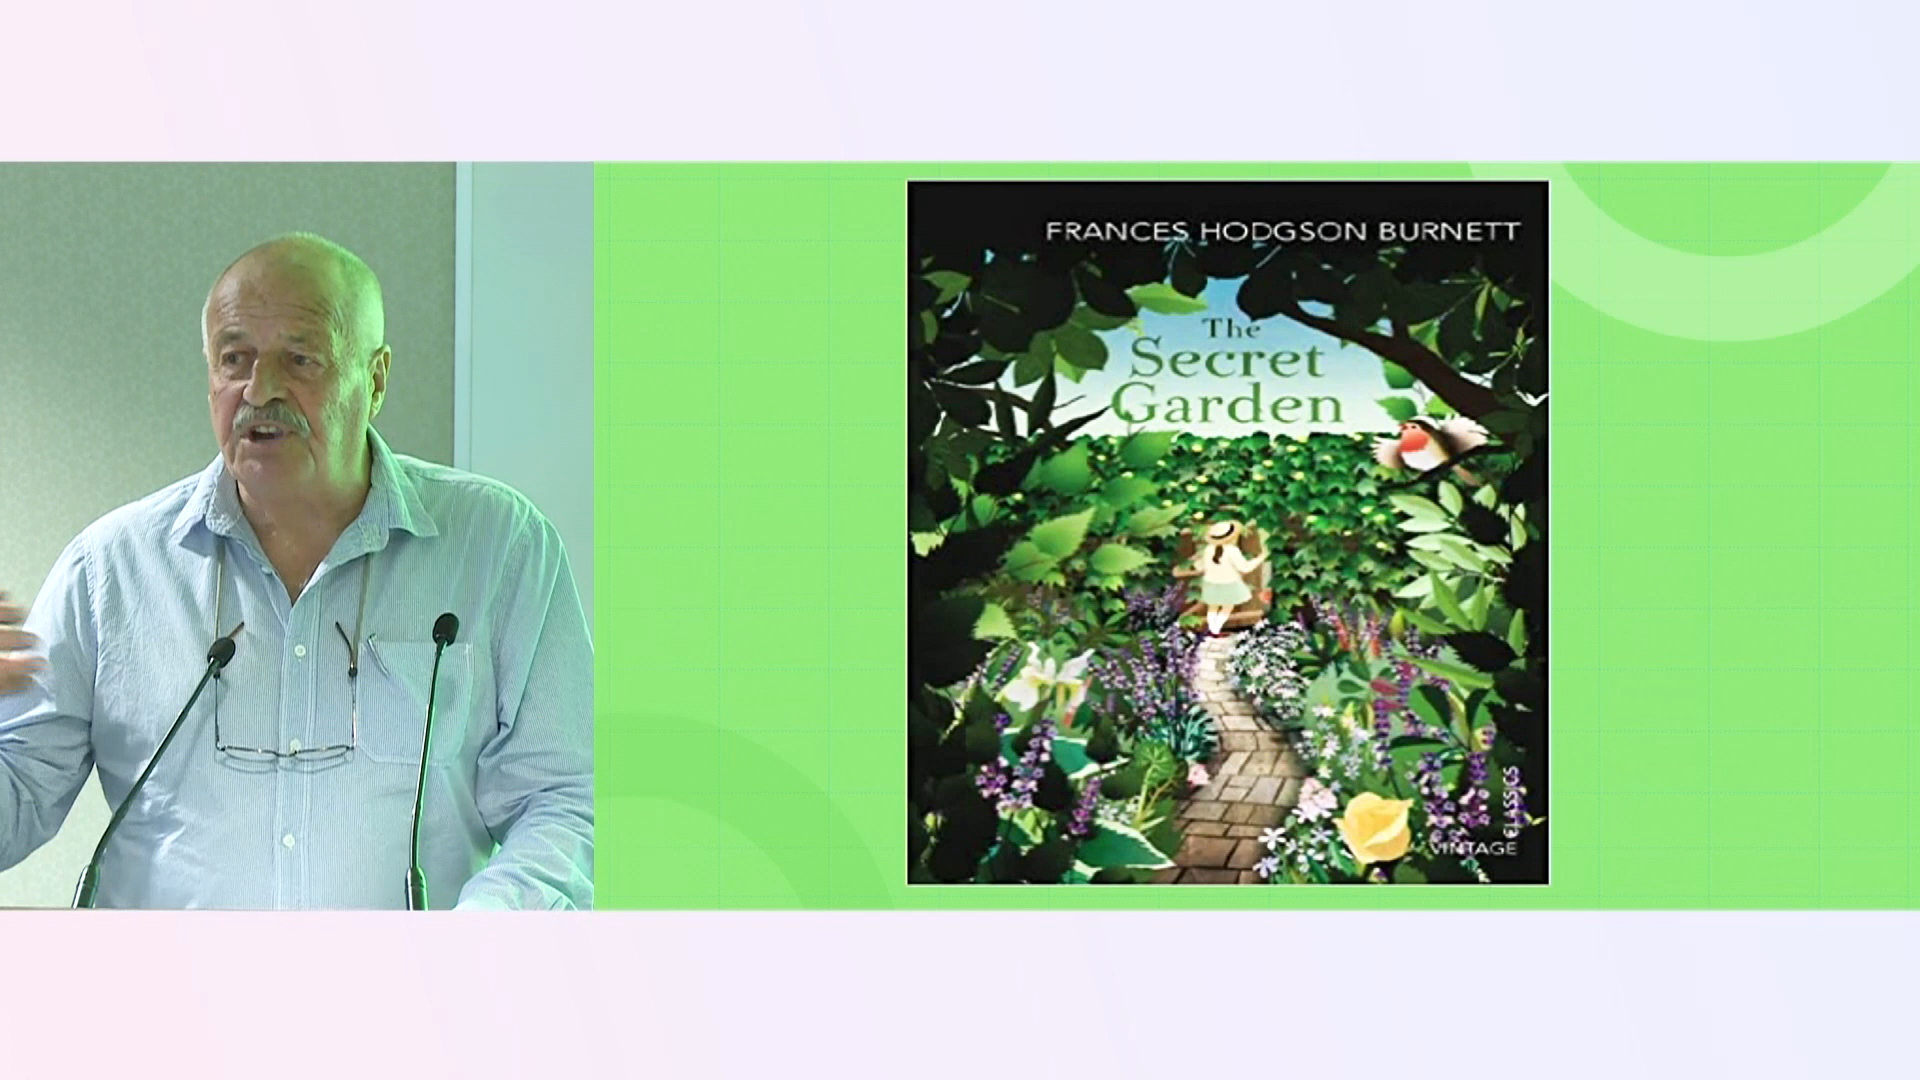 FRANCES HODGSON BURNETT
The
Secret
Garden
VINTAGE
CLASSICS